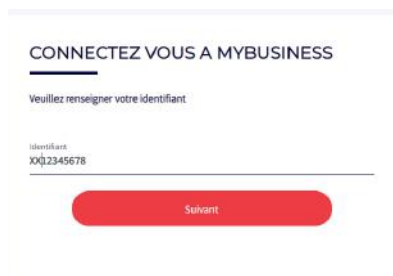 CONNECTEZ VOUS A MYBUSINESS
Veuillez renseigner votre identifiant
Identifiant
XX12345678
Suivant